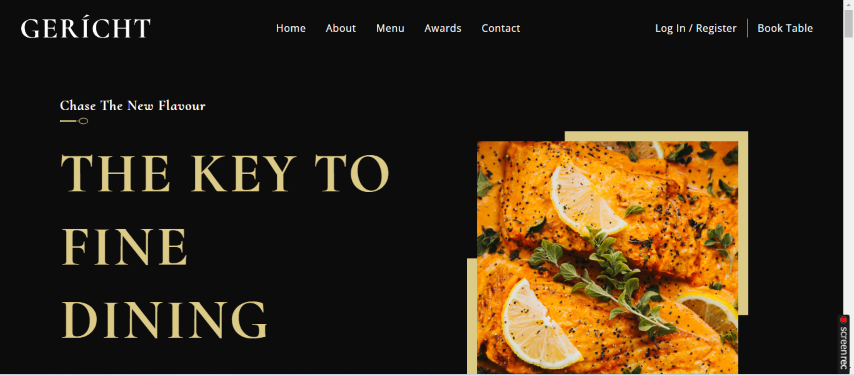 GERÍCHT
Home About Menu Awards Contact
Log In / Register Book Table
Chase The New Flavour
THE KEY TO
FINE
DINING
screenrec